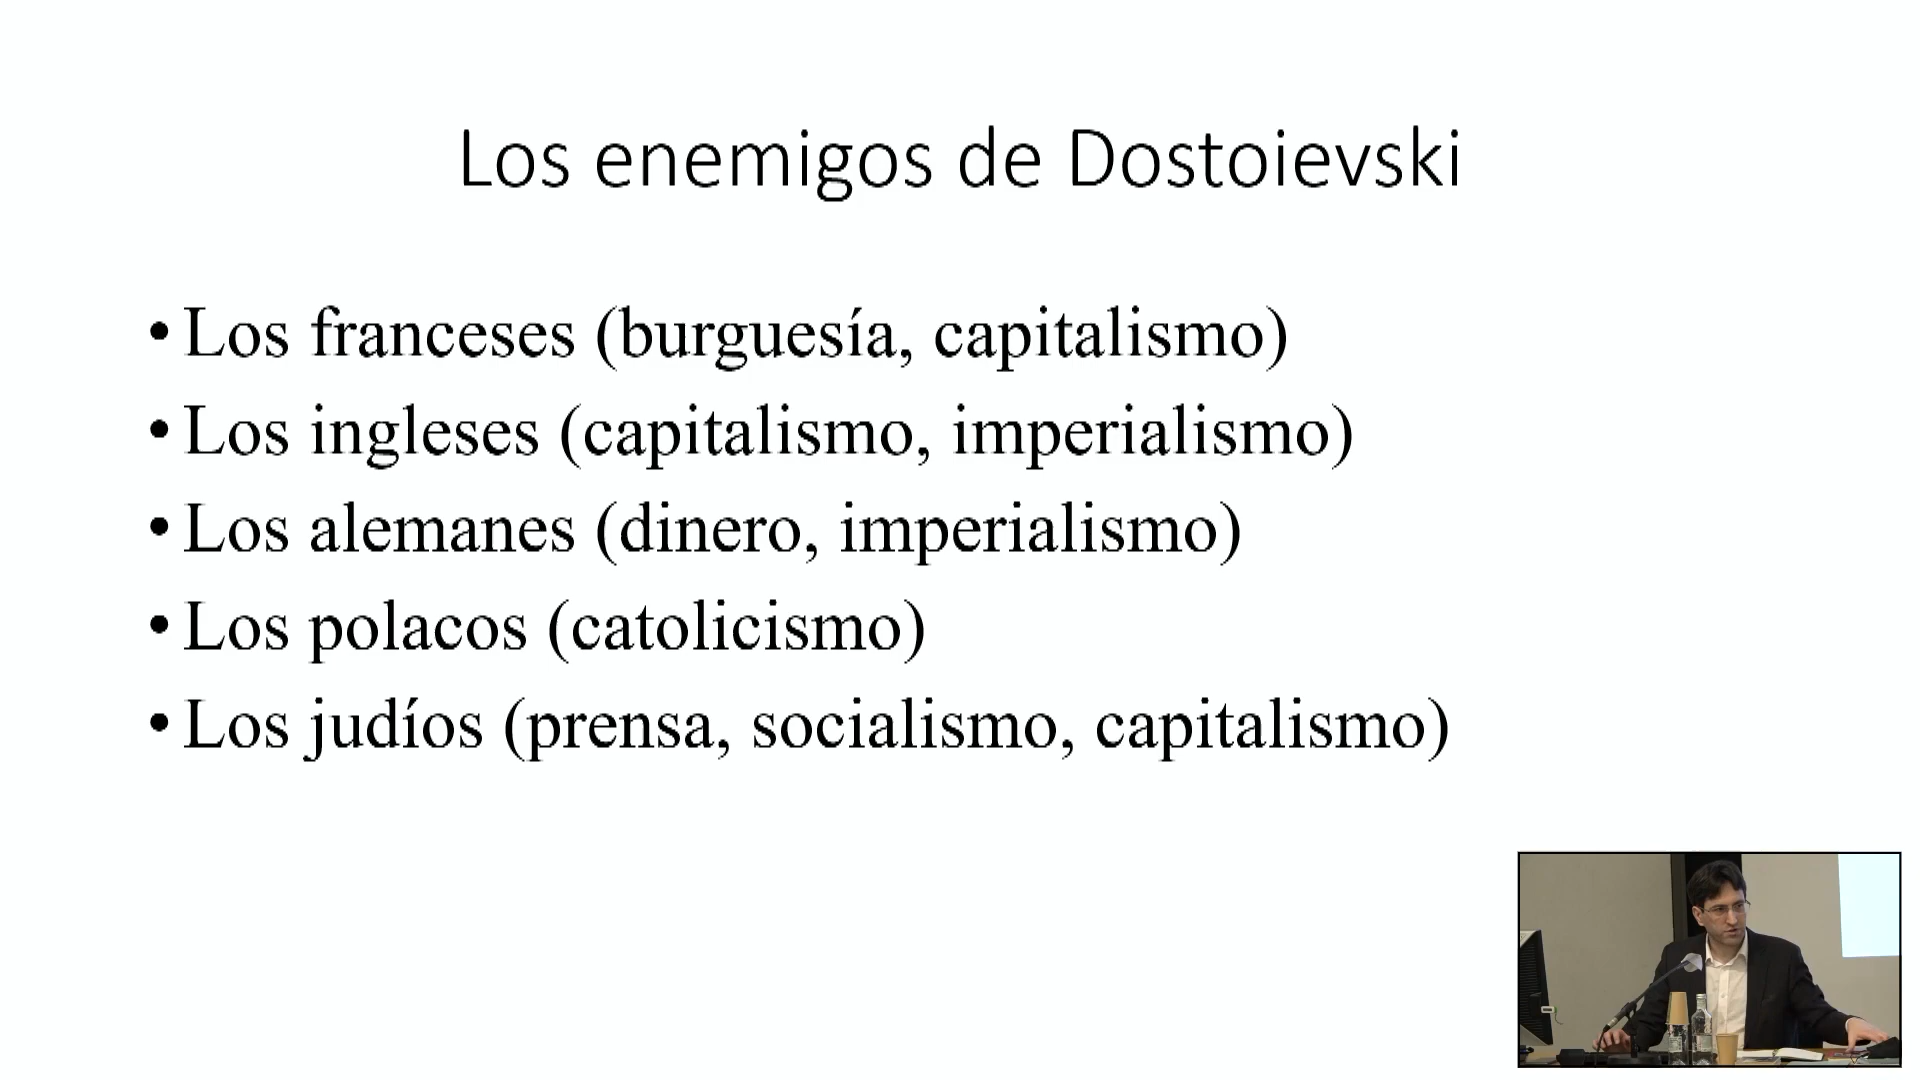 Los enemigos de Dostoievski
• Los franceses (burguesía, capitalismo)
• Los ingleses (capitalismo, imperialismo)
• Los alemanes (dinero, imperialismo)
• Los polacos (catolicismo)
• Los judíos (prensa, socialismo, capitalismo)